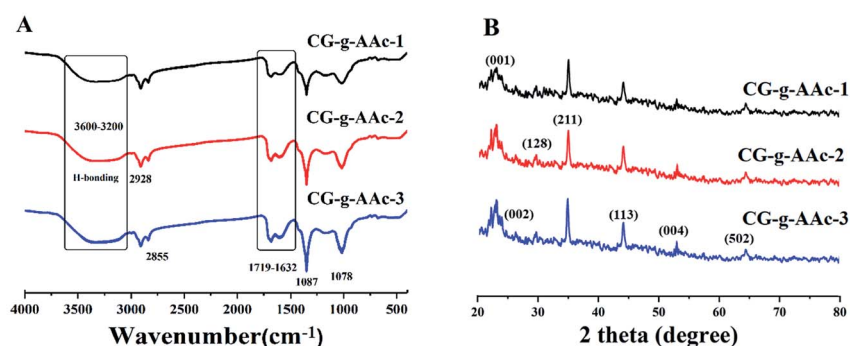 A
CG-g-AAc-1
CG-g-AAc-2
3600-3200
H-bonding
2928
CG-g-AAc-3
2855
1719-1632
1087
1078
4000 3500 3000 2500 2000 1500 1000 500
Wavenumber(cm-1)
B
(001)
CG-g-AAc-1
(211)
(128)
CG-g-AAc-2
CG-g-AAc-3
(002)
(113)
(004)
(502)
20 30 40 50 60 70 80
2 theta (degree)